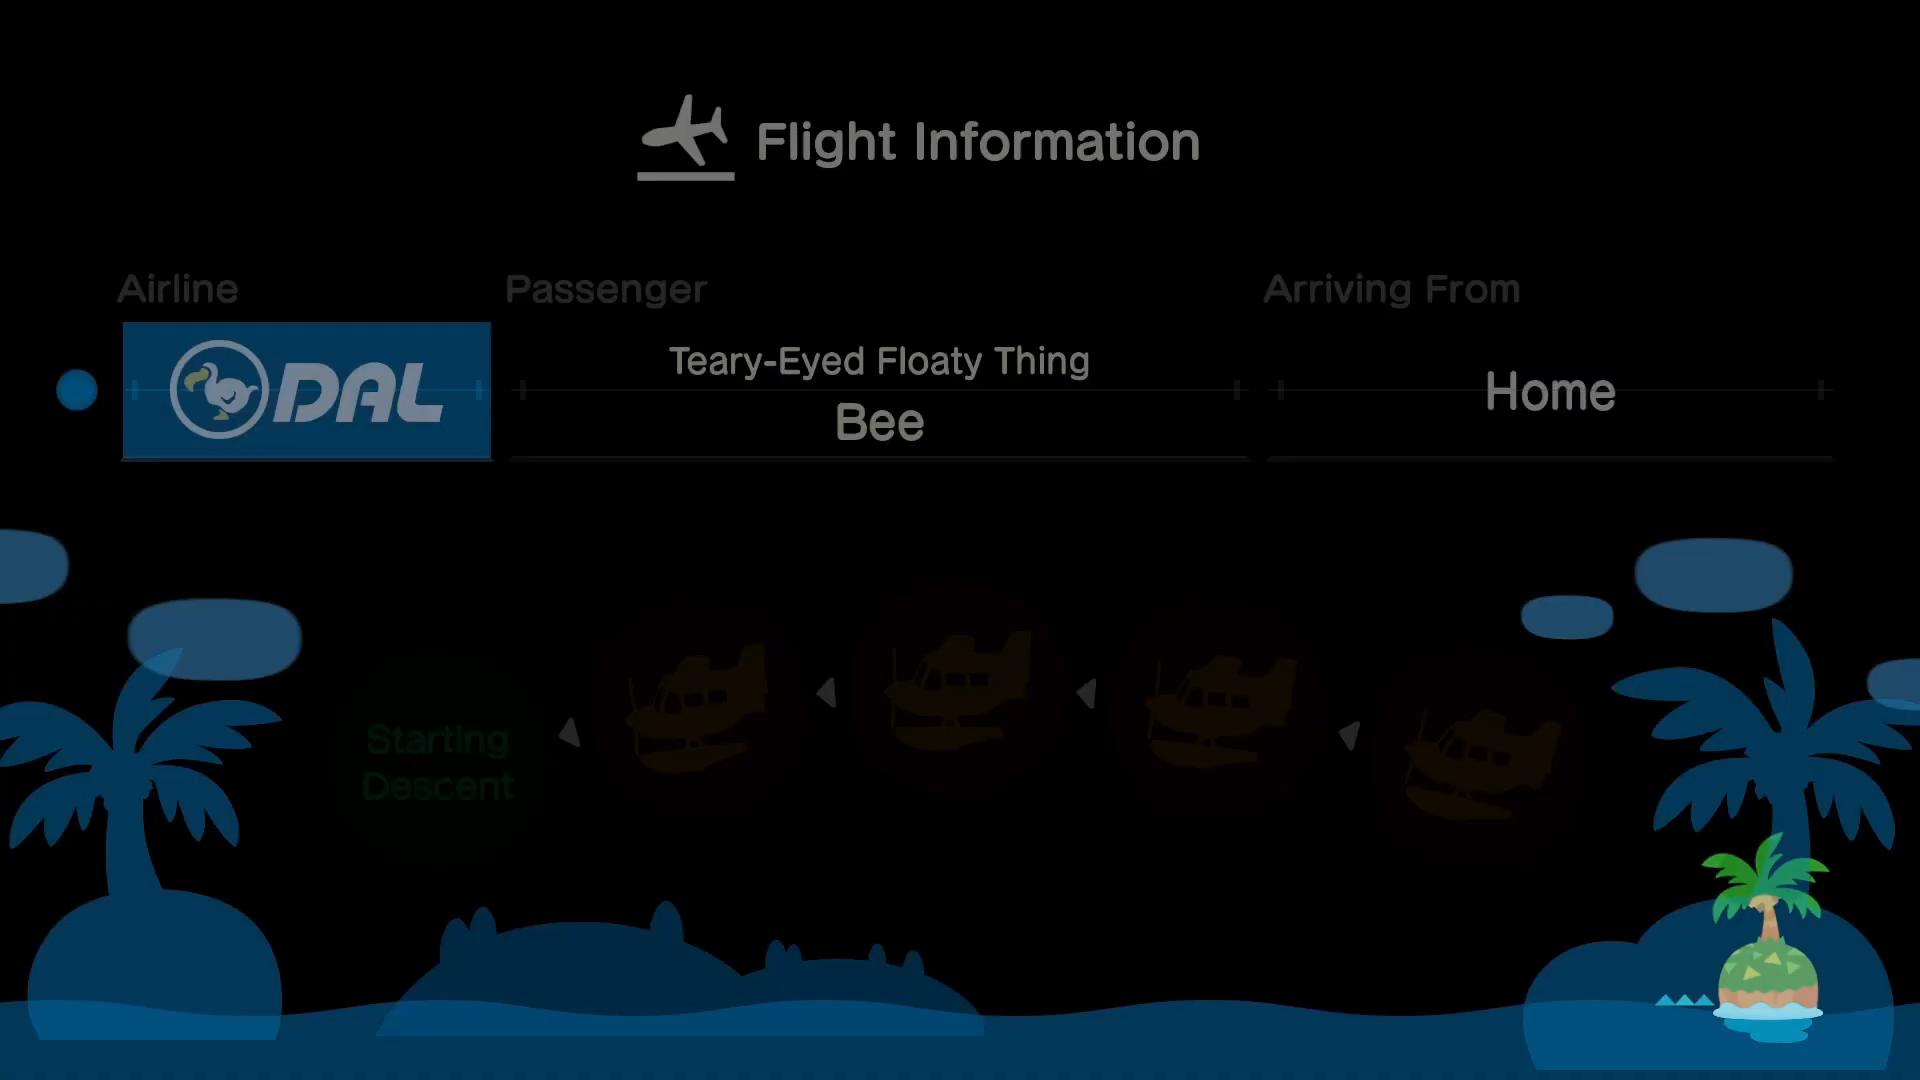 Flight Information
Airline
Passenger
Arriving From
DAL
Teary-Eyed Floaty Thing
Bee
Home
Starting
Descent